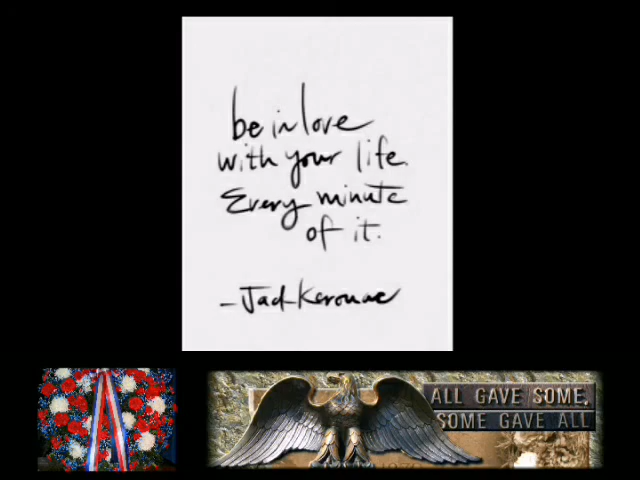 be in love
with your life.
Every minute
of it.
- Jack Kerouac
ALL GAVE SOME,
SOME GAVE ALL